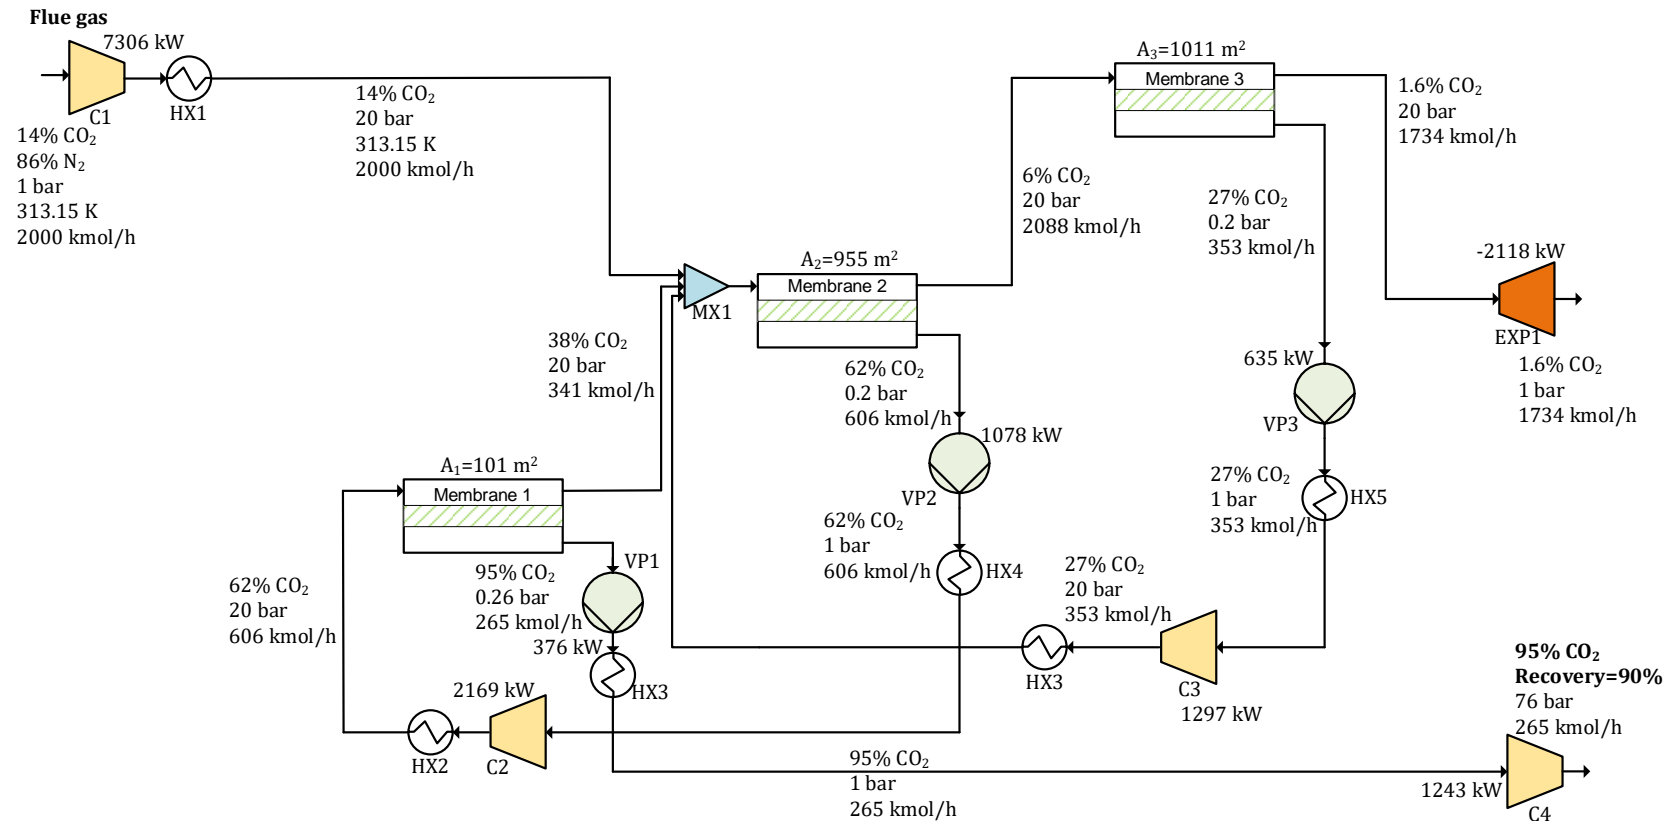 Flue gas
7306 kW
C1
HX1
14% CO₂
86% N₂
1 bar
313.15 K
2000 kmol/h
14% CO₂
20 bar
313.15 K
2000 kmol/h
MX1
A₃=1011 m²
Membrane 3
1.6% CO₂
20 bar
1734 kmol/h
6% CO₂
20 bar
2088 kmol/h
27% CO₂
0.2 bar
353 kmol/h
-2118 kW
EXP1
1.6% CO₂
1 bar
1734 kmol/h
A₂=955 m²
Membrane 2
38% CO₂
20 bar
341 kmol/h
62% CO₂
0.2 bar
606 kmol/h
635 kW
VP3
1078 kW
VP2
27% CO₂
1 bar
353 kmol/h
HX5
A₁=101 m²
Membrane 1
62% CO₂
1 bar
606 kmol/h
HX4
VP1
95% CO₂
0.26 bar
265 kmol/h
376 kW
HX3
62% CO₂
20 bar
606 kmol/h
27% CO₂
20 bar
353 kmol/h
HX3
C3
1297 kW
2169 kW
HX2
C2
95% CO₂
1 bar
265 kmol/h
95% CO₂
Recovery=90%
76 bar
265 kmol/h
1243 kW
C4